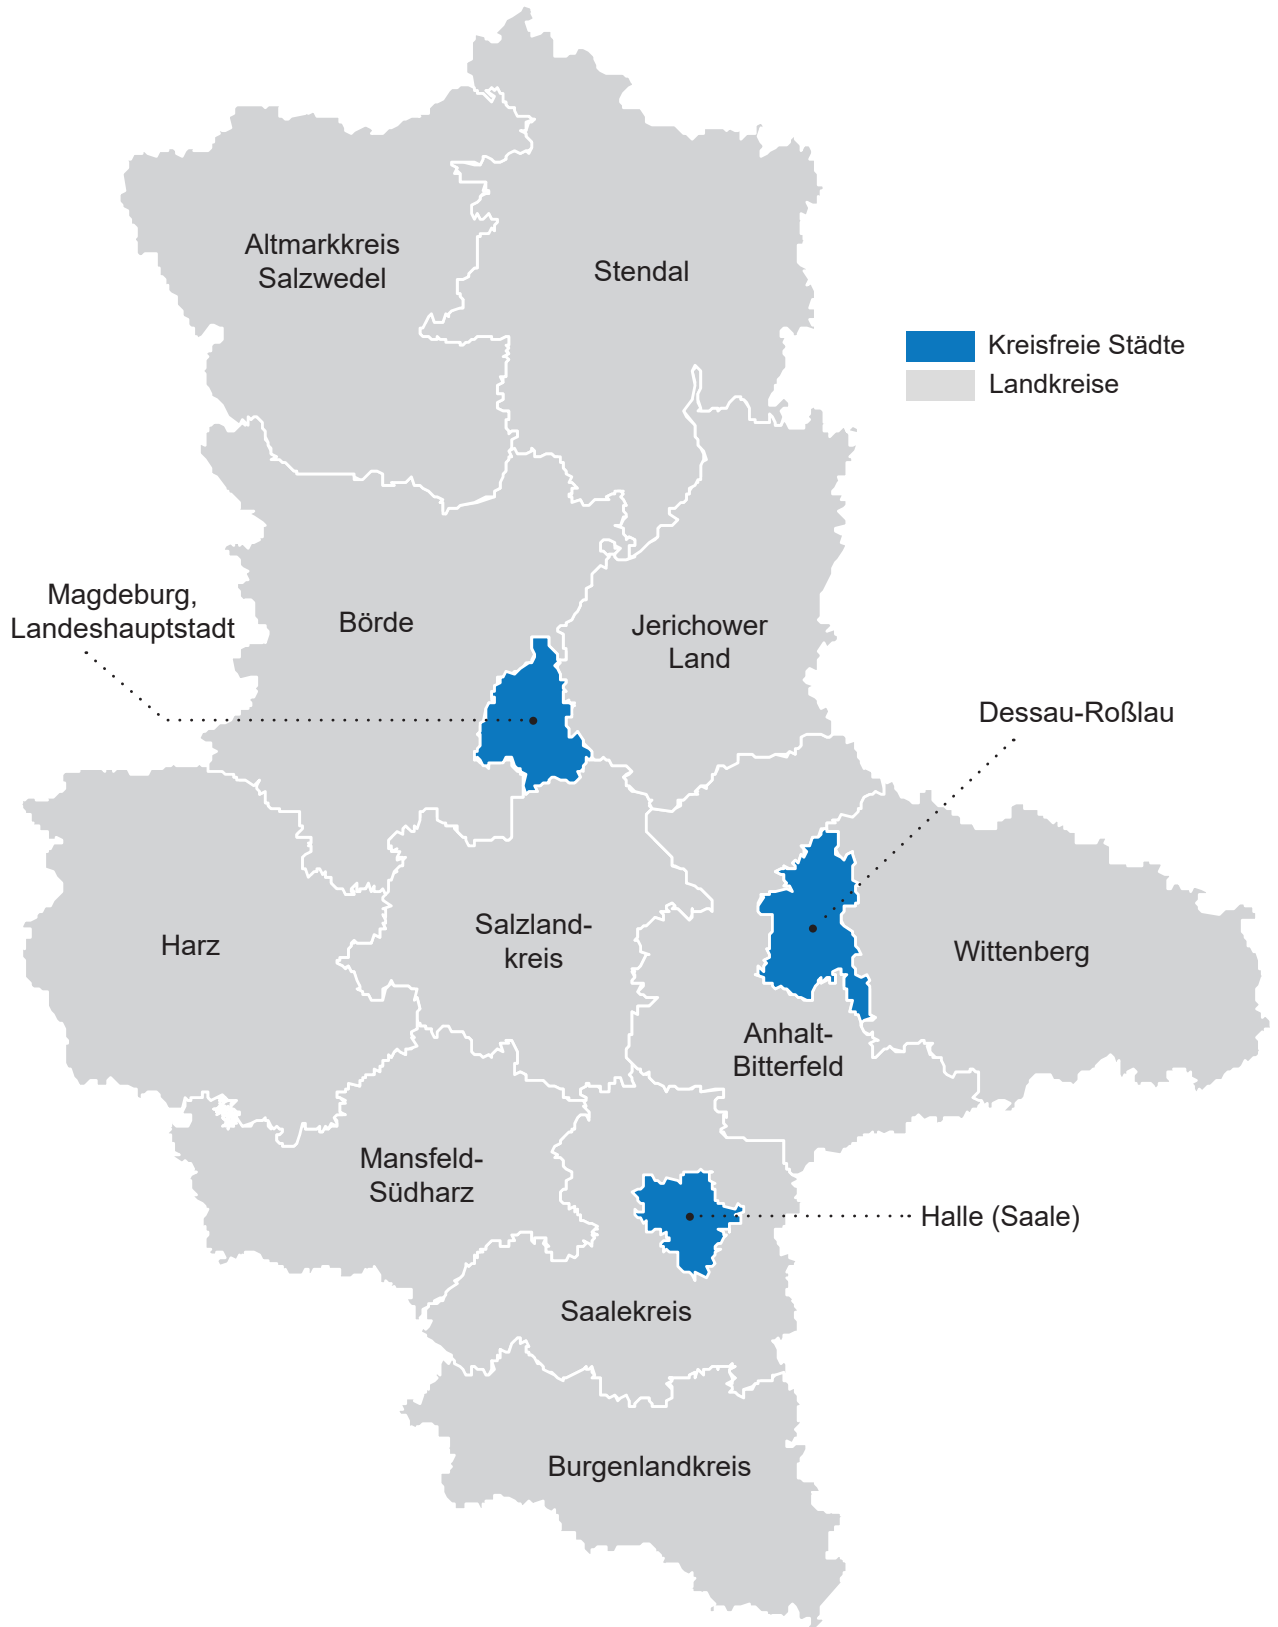 Altmarkkreis
Salzwedel
Stendal
Kreisfreie Städte
Landkreise
Magdeburg,
Landeshauptstadt
Börde
Jerichower
Land
Dessau-Roßlau
Harz
Salzland-
kreis
Wittenberg
Anhalt-
Bitterfeld
Mansfeld-
Südharz
Halle (Saale)
Saalekreis
Burgenlandkreis